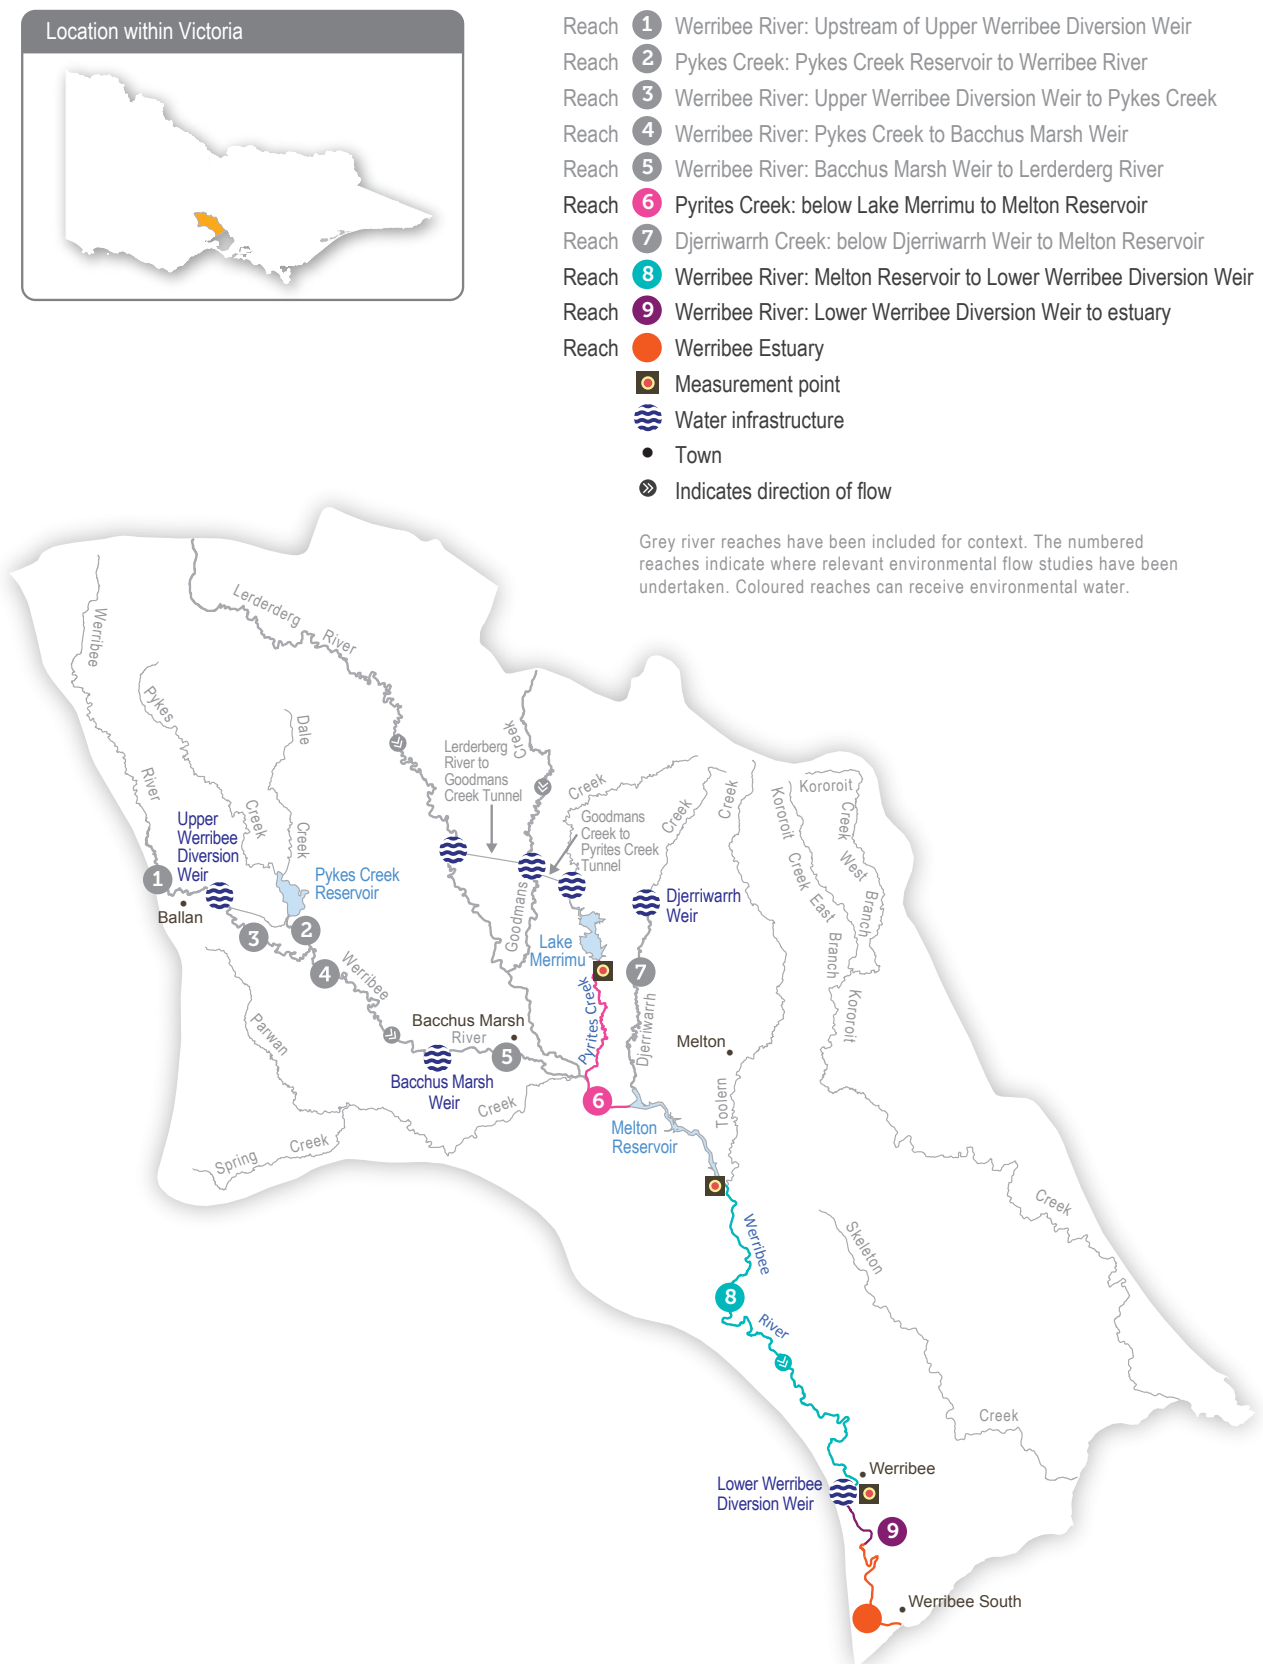 Location within Victoria
Reach 1 Werribee River: Upstream of Upper Werribee Diversion Weir
Reach 2 Pykes Creek: Pykes Creek Reservoir to Werribee River
Reach 3 Werribee River: Upper Werribee Diversion Weir to Pykes Creek
Reach 4 Werribee River: Pykes Creek to Bacchus Marsh Weir
Reach 5 Werribee River: Bacchus Marsh Weir to Lerderderg River
Reach 6 Pyrites Creek: below Lake Merrimu to Melton Reservoir
Reach 7 Djerriwarrh Creek: below Djerriwarrh Weir to Melton Reservoir
Reach 8 Werribee River: Melton Reservoir to Lower Werribee Diversion Weir
Reach 9 Werribee River: Lower Werribee Diversion Weir to estuary
Reach Werribee Estuary
Measurement point
Water infrastructure
Town
Indicates direction of flow
Grey river reaches have been included for context. The numbered
reaches indicate where relevant environmental flow studies have been
undertaken. Coloured reaches can receive environmental water.
Werribee
River
Lerderderg
River
Pykes
Creek
Dale
Creek
Creek
Goodmans
Lerderberg
River to
Goodmans
Creek Tunnel
Creek
Goodmans
Creek to
Pyrites Creek
Tunnel
Creek
Djerriwarrh
Creek
Toolern
Kororoit
Creek East
Branch
Kororoit
Creek
West
Branch
Kororoit
Creek
Upper
Werribee
Diversion
Weir
1
Ballan
Pykes Creek
Reservoir
2
3
4
Werribee
River
Djerriwarrh
Weir
Lake
Merrimu
7
Pyrites Creek
Parwan
Creek
Bacchus Marsh
5
Bacchus Marsh
Weir
Melton
6
Melton
Reservoir
Spring
Creek
Werribee
River
8
Skeleton
Creek
Werribee
Lower Werribee
Diversion Weir
9
Werribee South